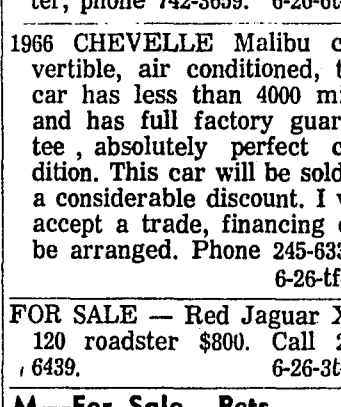 ter, phone 742-3659. 6-26-6t
1966 CHEVELLE Malibu c
vertible, air conditioned, t
car has less than 4000 mi
and has full factory guar
tee , absolutely perfect c
dition. This car will be sold
a considerable discount. I w
accept a trade, financing c
be arranged. Phone 245-633
6-26-tf
FOR SALE — Red Jaguar X
120 roadster $800. Call 2
6439. 6-26-3t
For Sale Pets